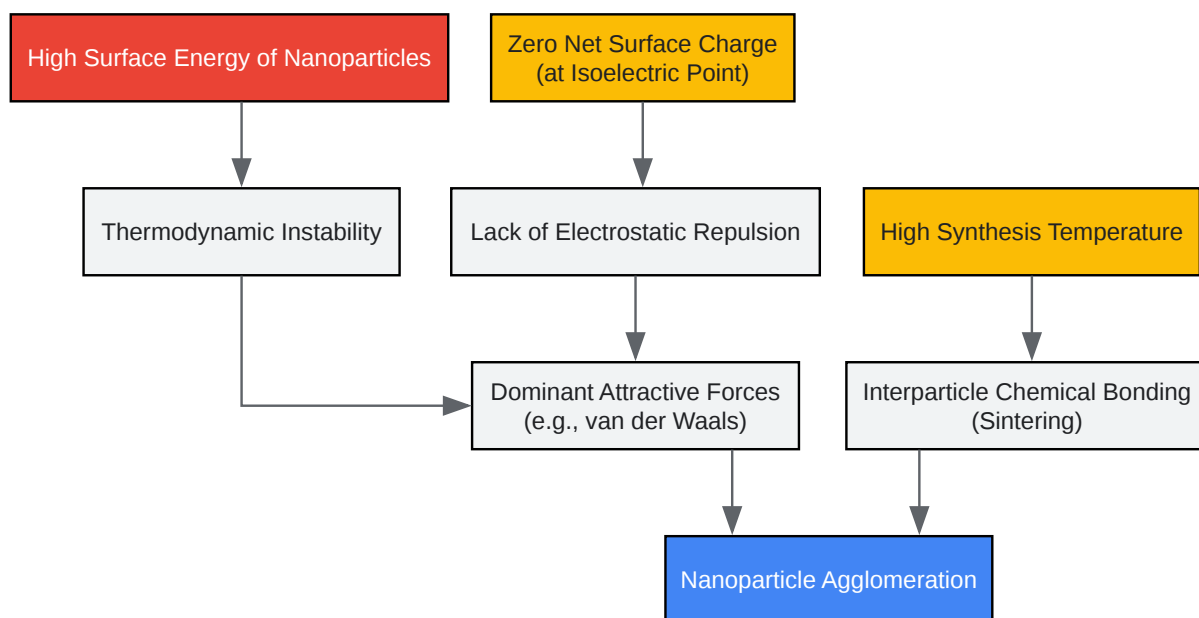 High Surface Energy of Nanoparticles
Zero Net Surface Charge
(at Isoelectric Point)
Thermodynamic Instability
Lack of Electrostatic Repulsion
High Synthesis Temperature
Dominant Attractive Forces
(e.g., van der Waals)
Interparticle Chemical Bonding
(Sintering)
Nanoparticle Agglomeration